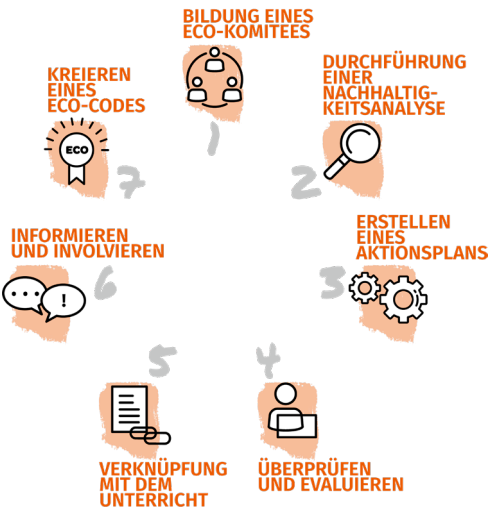 BILDUNG EINES
ECO-KOMITEES
1
DURCHFÜHRUNG
EINER
NACHHALTIG-
KEITSANALYSE
2
ERSTELLEN
EINES
AKTIONSPLANS
3
4
ÜBERPRÜFEN
UND EVALUIEREN
5
VERKNÜPFUNG
MIT DEM
UNTERRICHT
INFORMIEREN
UND INVOLVIEREN
!
6
KREIEREN
EINES
ECO-CODES
ECO
7